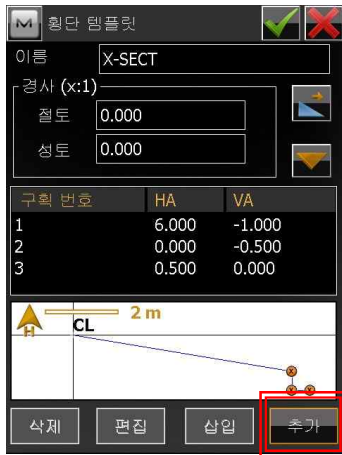 횡단 템플릿
이름 X-SECT
경사 (x:1)
절토 0.000
성토 0.000
구획 번호 HA VA
1 6.000 -1.000
2 0.000 -0.500
3 0.500 0.000
2 m
CL
H
삭제 편집 삽입 추가